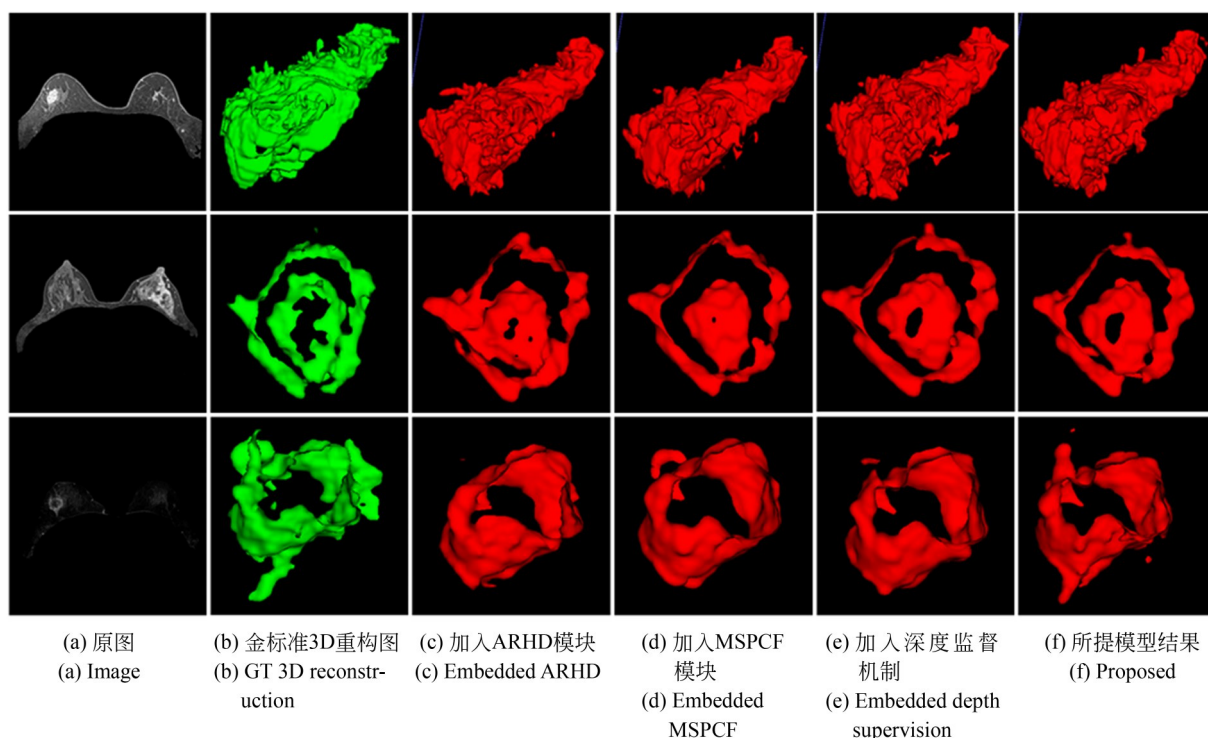 (a) 原图
(a) Image
(b) 金标准3D重构图
(b) GT 3D reconstr-
uction
(c) 加入ARHD模块
(c) Embedded ARHD
(d) 加入MSPCF
模块
(d) Embedded
MSPCF
(e) 加入深度监督
机制
(e) Embedded depth
supervision
(f) 所提模型结果
(f) Proposed